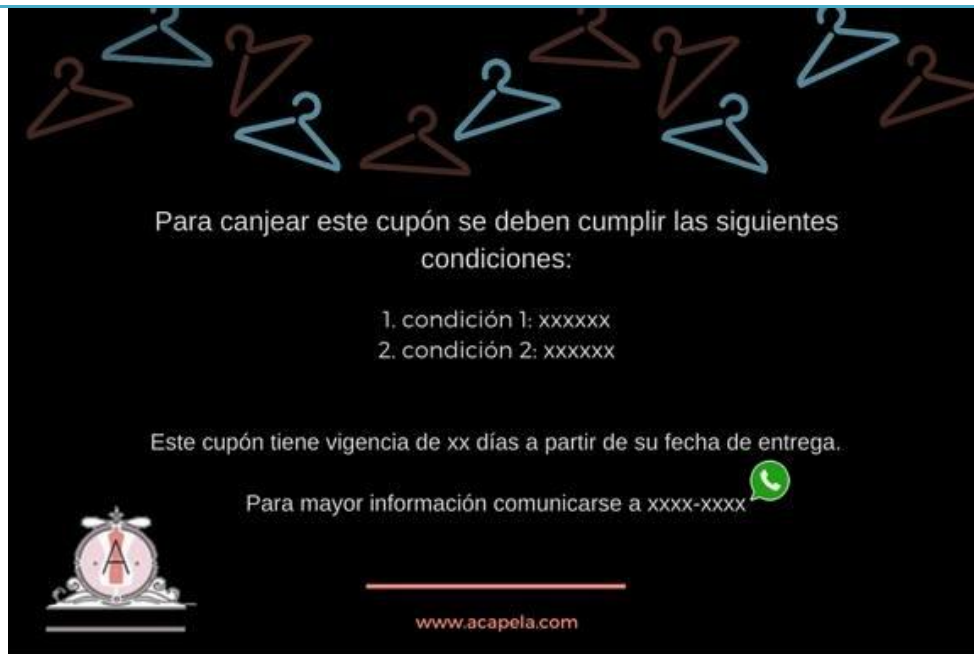 Para canjear este cupón se deben cumplir las siguientes
condiciones:
1. condición 1: xxxxxx
2. condición 2: xxxxxx
Este cupón tiene vigencia de xx días a partir de su fecha de entrega.
Para mayor información comunicarse a xxxx-xxxx
A
www.acapela.com